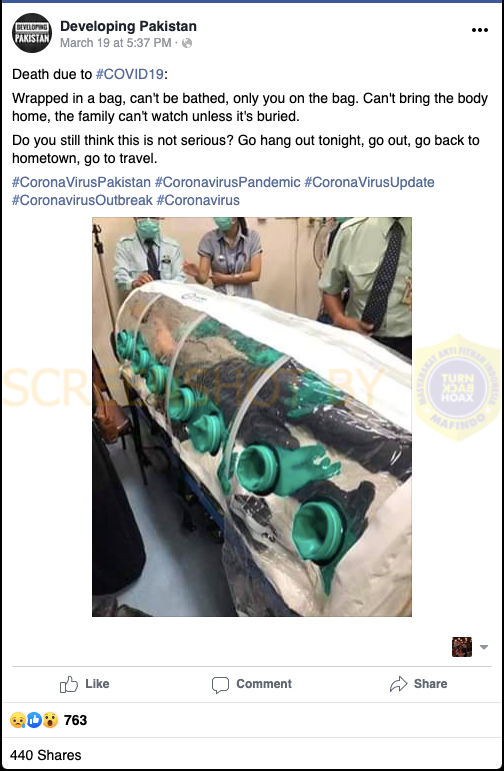 DEVELOPING
PAKISTAN
Developing Pakistan
March 19 at 5:37 PM ·
Death due to #COVID19:
Wrapped in a bag, can't be bathed, only you on the bag. Can't bring the body
home, the family can't watch unless it's buried.
Do you still think this is not serious? Go hang out tonight, go out, go back to
hometown, go to travel.
#CoronaVirusPakistan #CoronavirusPandemic #CoronaVirusUpdate
#CoronavirusOutbreak #Coronavirus
SCREENSHOT BY
MASYARAKAT ANTI FITNAH INDONESIA
TURN
BACK
HOAX
MAFINDO
Like
Comment
Share
763
440 Shares